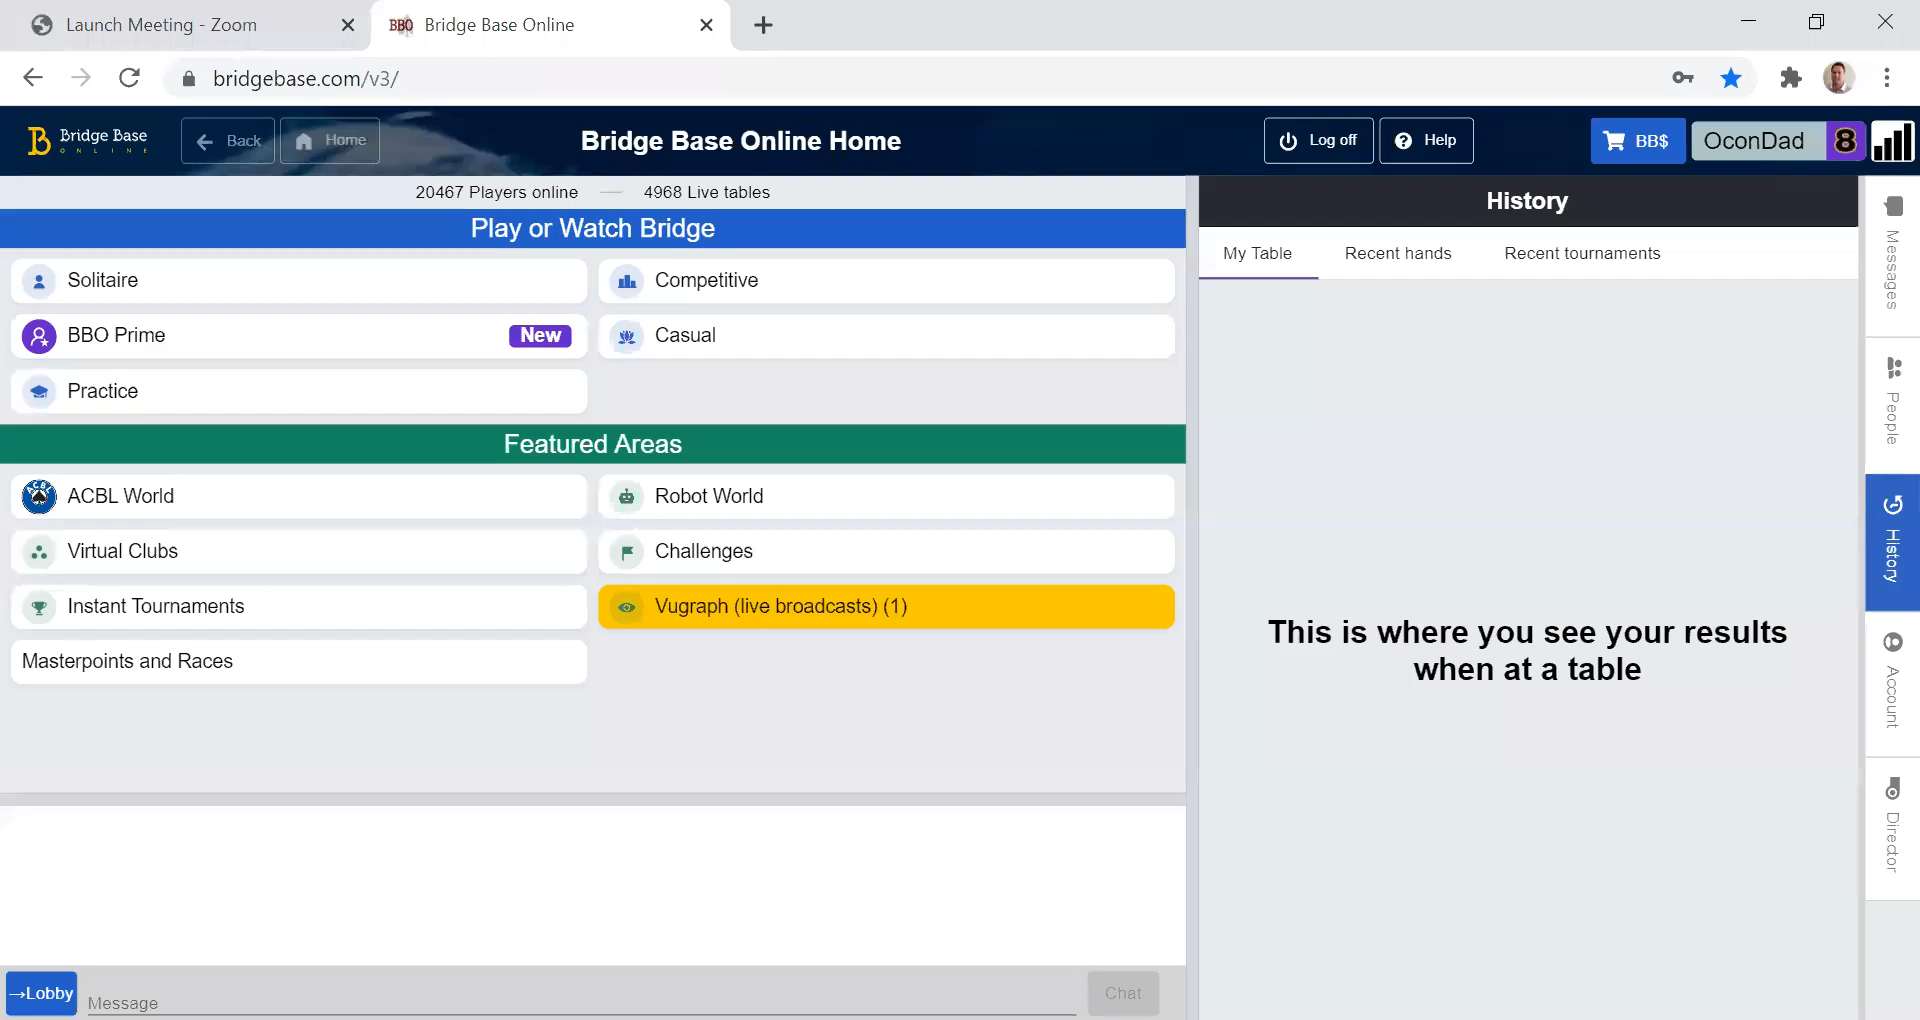 Launch Meeting - Zoom
BBO Bridge Base Online
bridgebase.com/v3/
Bridge Base
ONLINE
Back
Home
Bridge Base Online Home
Log off
Help
BB$
OconDad
8
20467 Players online — 4968 Live tables
Play or Watch Bridge
Solitaire
Competitive
BBO Prime
New
Casual
Practice
Featured Areas
ACBL World
Robot World
Virtual Clubs
Challenges
Instant Tournaments
Vugraph (live broadcasts) (1)
Masterpoints and Races
→Lobby
Message
Chat
History
My Table
Recent hands
Recent tournaments
This is where you see your results
when at a table
Messages
People
History
Account
Director